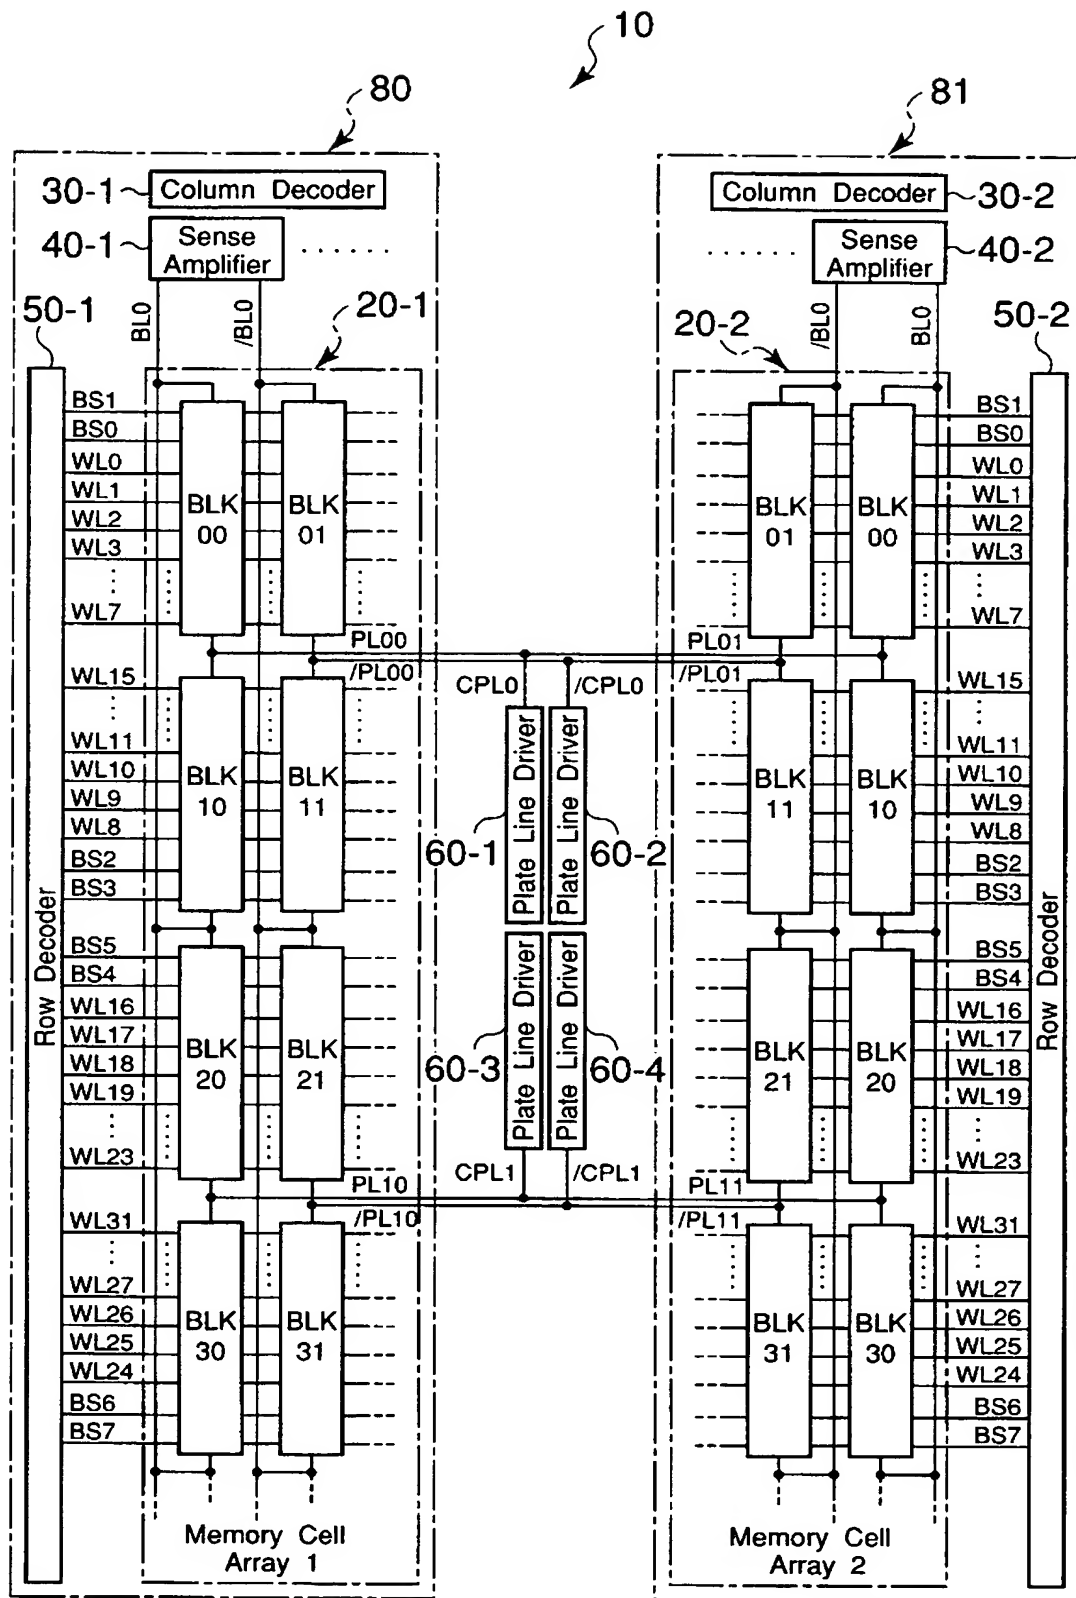 10
80
81
30-1
Column Decoder
Column Decoder
30-2
40-1
Sense
Amplifier
Sense
Amplifier
40-2
50-1
BL0
/BL0
20-1
20-2
/BL0
BL0
50-2
BS1
BS0
WL0
WL1
WL2
WL3
WL7
BLK
00
BLK
01
BLK
01
BLK
00
BS1
BS0
WL0
WL1
WL2
WL3
WL7
PL00
/PL00
PL01
/PL01
CPL0
/CPL0
WL15
WL11
WL10
WL9
WL8
BS2
BS3
BLK
10
BLK
11
60-1
Plate Line Driver
Plate Line Driver
60-2
BLK
11
BLK
10
WL15
WL11
WL10
WL9
WL8
BS2
BS3
Row Decoder
Row Decoder
BS5
BS4
WL16
WL17
WL18
WL19
WL23
BLK
20
BLK
21
60-3
Plate Line Driver
Plate Line Driver
60-4
BLK
21
BLK
20
BS5
BS4
WL16
WL17
WL18
WL19
WL23
CPL1
/CPL1
PL10
/PL10
PL11
/PL11
WL31
WL27
WL26
WL25
WL24
BS6
BS7
BLK
30
BLK
31
BLK
31
BLK
30
WL31
WL27
WL26
WL25
WL24
BS6
BS7
Memory Cell
Array 1
Memory Cell
Array 2